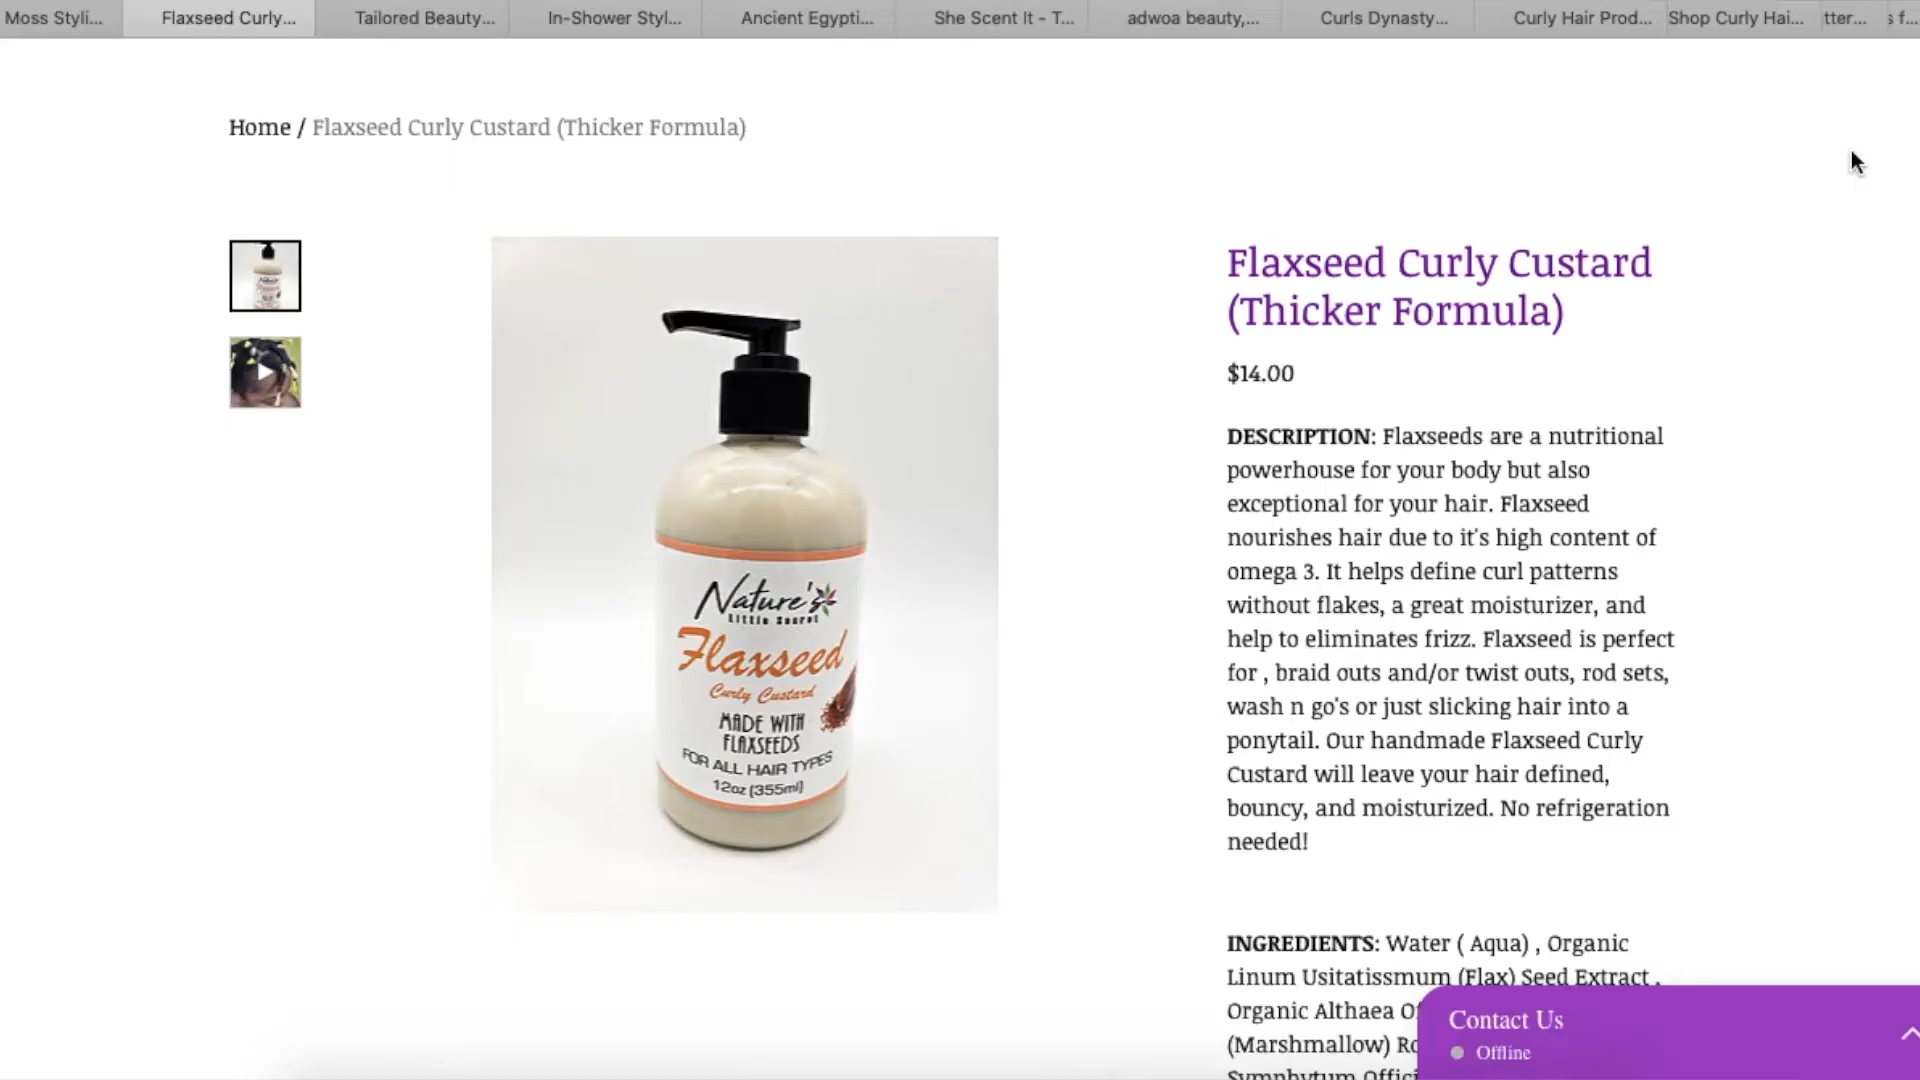 Moss Styli...
Flaxseed Curly...
Tailored Beauty...
In-Shower Styl...
Ancient Egypti...
She Scent It - T...
adwoa beauty,...
Curls Dynasty...
Curly Hair Prod...
Shop Curly Hai...
tter...
s f...
Home / Flaxseed Curly Custard (Thicker Formula)
Nature's
Little Secret
Flaxseed
Curly Custard
MADE WITH
FLAXSEEDS
FOR ALL HAIR TYPES
12oz (355ml)
Flaxseed Curly Custard
(Thicker Formula)
$14.00
DESCRIPTION: Flaxseeds are a nutritional
powerhouse for your body but also
exceptional for your hair. Flaxseed
nourishes hair due to it's high content of
omega 3. It helps define curl patterns
without flakes, a great moisturizer, and
help to eliminates frizz. Flaxseed is perfect
for , braid outs and/or twist outs, rod sets,
wash n go's or just slicking hair into a
ponytail. Our handmade Flaxseed Curly
Custard will leave your hair defined,
bouncy, and moisturized. No refrigeration
needed!
INGREDIENTS: Water ( Aqua) , Organic
Linum Usitatissmum (Flax) Seed Extract ,
Organic Althaea
(Marshmallow)
Contact Us
Offline